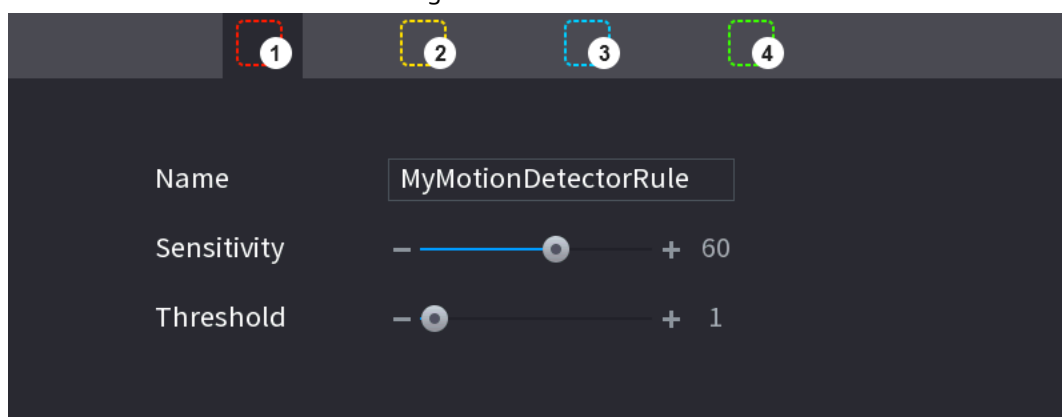 1 2 3 4
Name MyMotionDetectorRule
Sensitivity − + 60
Threshold − + 1